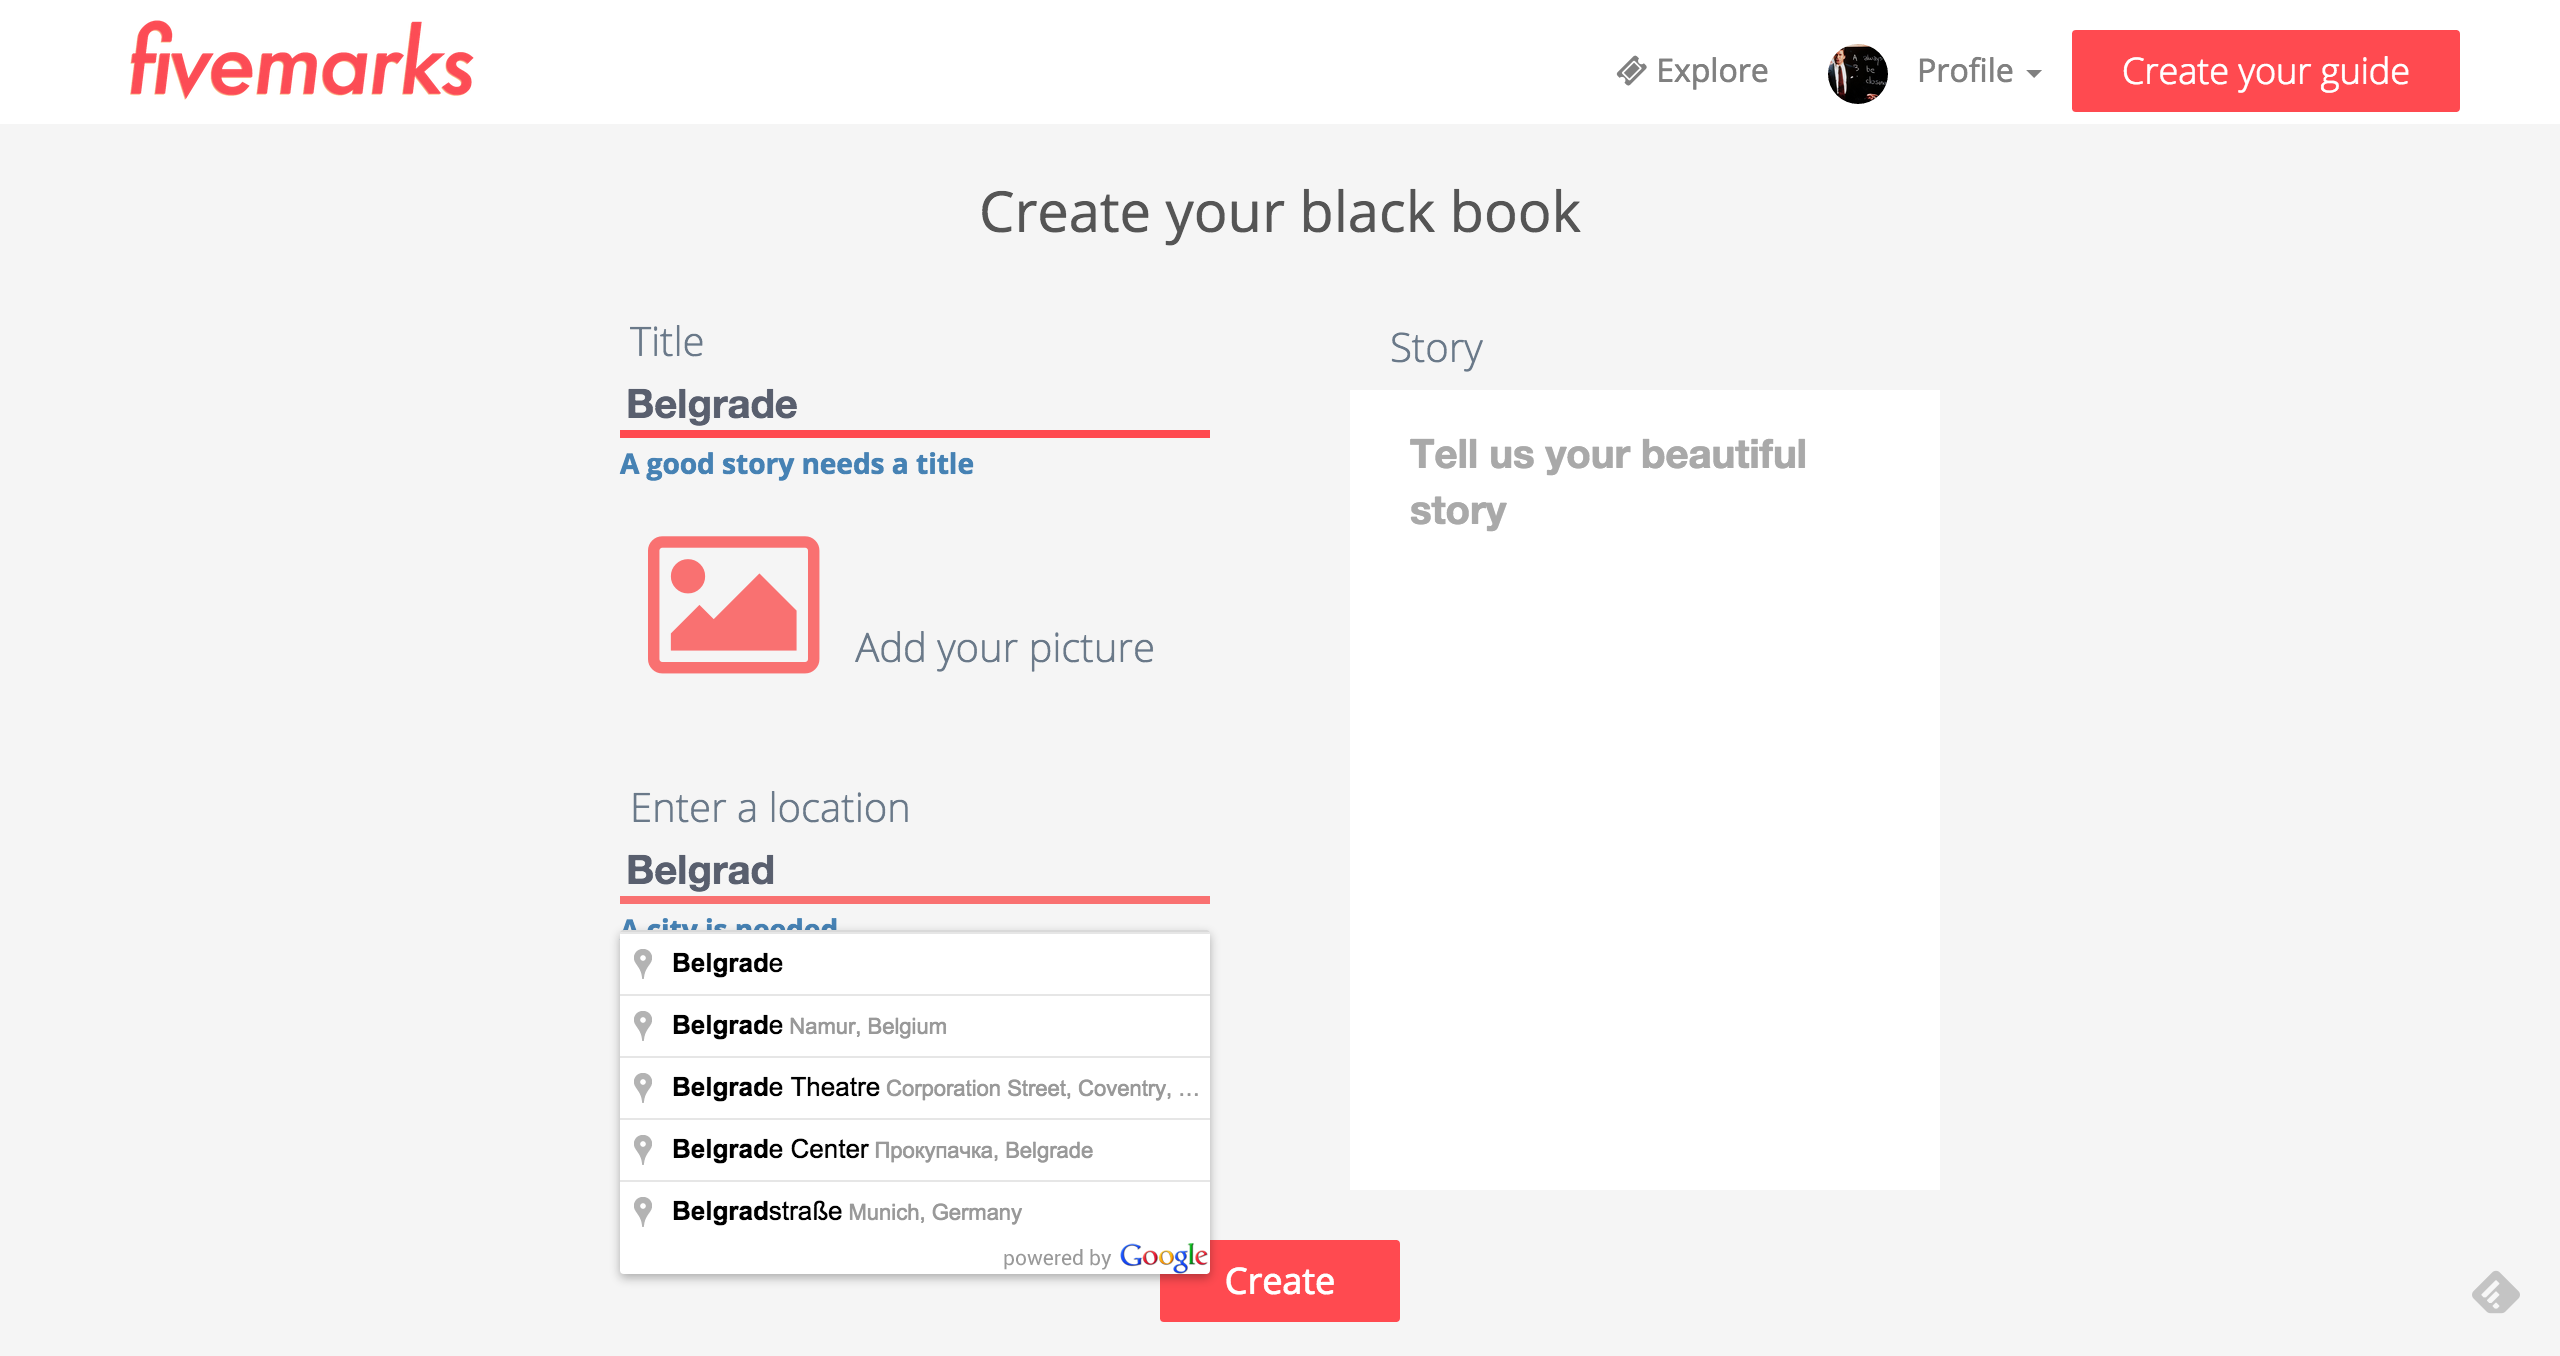 fivemarks
Explore
Profile
Create your guide
Create your black book
Title
Belgrade
A good story needs a title
Add your picture
Enter a location
Belgrad
A city is needed
Belgrade
Belgrade Namur, Belgium
Belgrade Theatre Corporation Street, Coventry, ...
Belgrade Center Прокупачка, Belgrade
Belgradstraße Munich, Germany
powered by Google
Story
Tell us your beautiful
story
Create